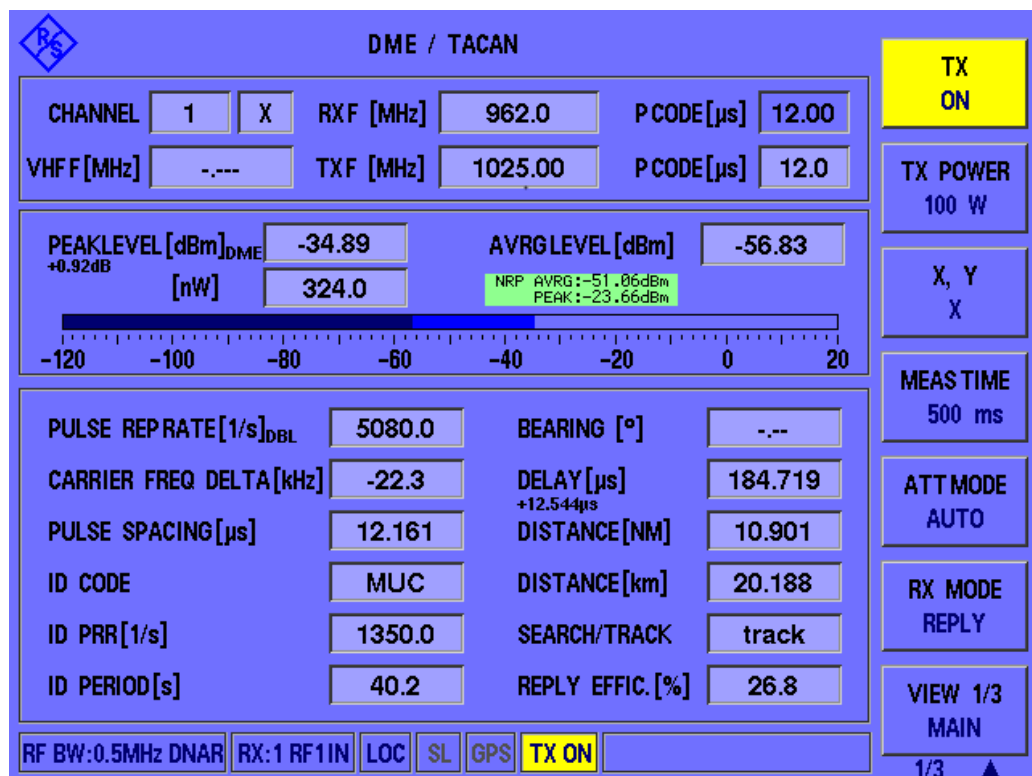 R/S
DME / TACAN
CHANNEL 1 X RXF [MHz] 962.0 PCODE[µs] 12.00
VHF F[MHz] -.--- TXF [MHz] 1025.00 PCODE[µs] 12.0
PEAKLEVEL[dBm]DME -34.89 AVRGLEVEL[dBm] -56.83
+0.92dB
[nW] 324.0 NRP AVRG:-51.06dBm
PEAK:-23.66dBm
-120 -100 -80 -60 -40 -20 0 20
PULSE REPRATE[1/s]DBL 5080.0 BEARING [°] -.--
CARRIER FREQ DELTA[kHz] -22.3 DELAY[µs] 184.719
+12.544µs
PULSE SPACING[µs] 12.161 DISTANCE[NM] 10.901
ID CODE MUC DISTANCE[km] 20.188
ID PRR[1/s] 1350.0 SEARCH/TRACK track
ID PERIOD[s] 40.2 REPLY EFFIC.[%] 26.8
RF BW:0.5MHz DNAR RX:1 RF1IN LOC SL GPS TX ON
TX
ON
TX POWER
100 W
X, Y
X
MEAS TIME
500 ms
ATT MODE
AUTO
RX MODE
REPLY
VIEW 1/3
MAIN
1/3 ▲